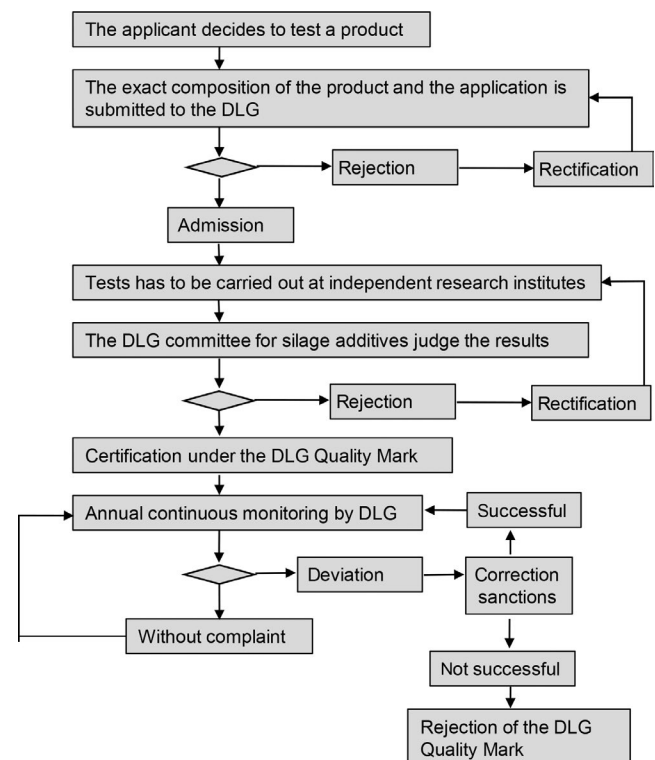 The applicant decides to test a product
The exact composition of the product and the application is
submitted to the DLG
Rejection
Rectification
Admission
Tests has to be carried out at independent research institutes
The DLG committee for silage additives judge the results
Rejection
Rectification
Certification under the DLG Quality Mark
Annual continuous monitoring by DLG
Successful
Deviation
Correction
sanctions
Without complaint
Not successful
Rejection of the DLG
Quality Mark